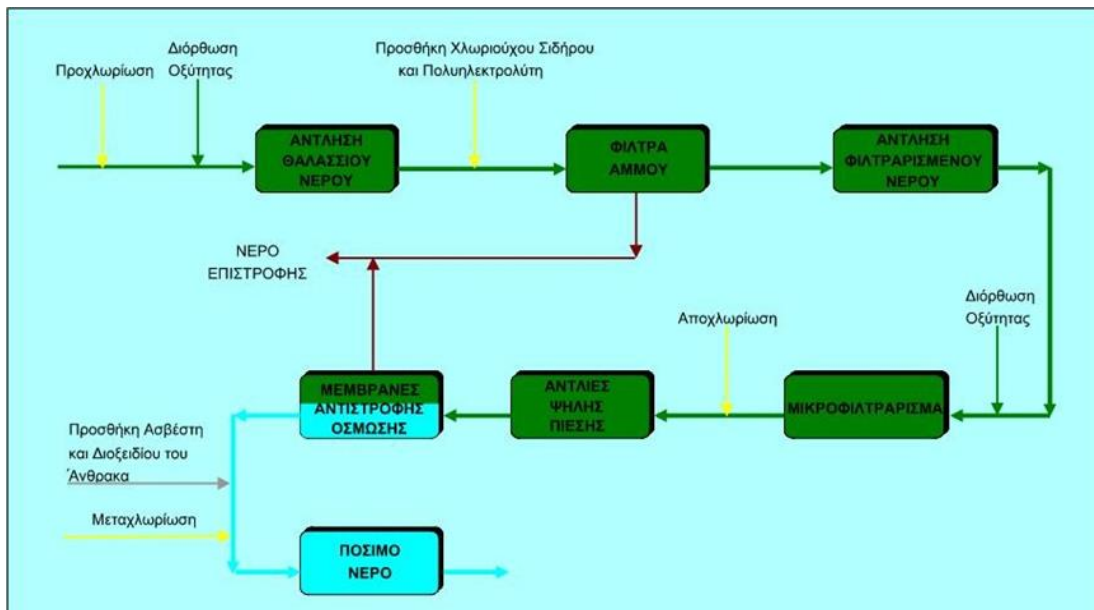 Προχλωρίωση
Διόρθωση
Οξύτητας
Προσθήκη Χλωριούχου Σιδήρου
και Πολυηλεκτρολύτη
ΑΝΤΛΗΣΗ
ΘΑΛΑΣΣΙΟΥ
ΝΕΡΟΥ
ΦΙΛΤΡΑ
ΑΜΜΟΥ
ΑΝΤΛΗΣΗ
ΦΙΛΤΡΑΡΙΣΜΕΝΟΥ
ΝΕΡΟΥ
ΝΕΡΟ
ΕΠΙΣΤΡΟΦΗΣ
Διόρθωση
Οξύτητας
Αποχλωρίωση
ΜΙΚΡΟΦΙΛΤΡΑΡΙΣΜΑ
ΑΝΤΛΙΕΣ
ΨΗΛΗΣ
ΠΙΕΣΗΣ
ΜΕΜΒΡΑΝΕΣ
ΑΝΤΙΣΤΡΟΦΗΣ
ΟΣΜΩΣΗΣ
Προσθήκη Ασβέστη
και Διοξειδίου του
Άνθρακα
Μεταχλωρίωση
ΠΟΣΙΜΟ
ΝΕΡΟ